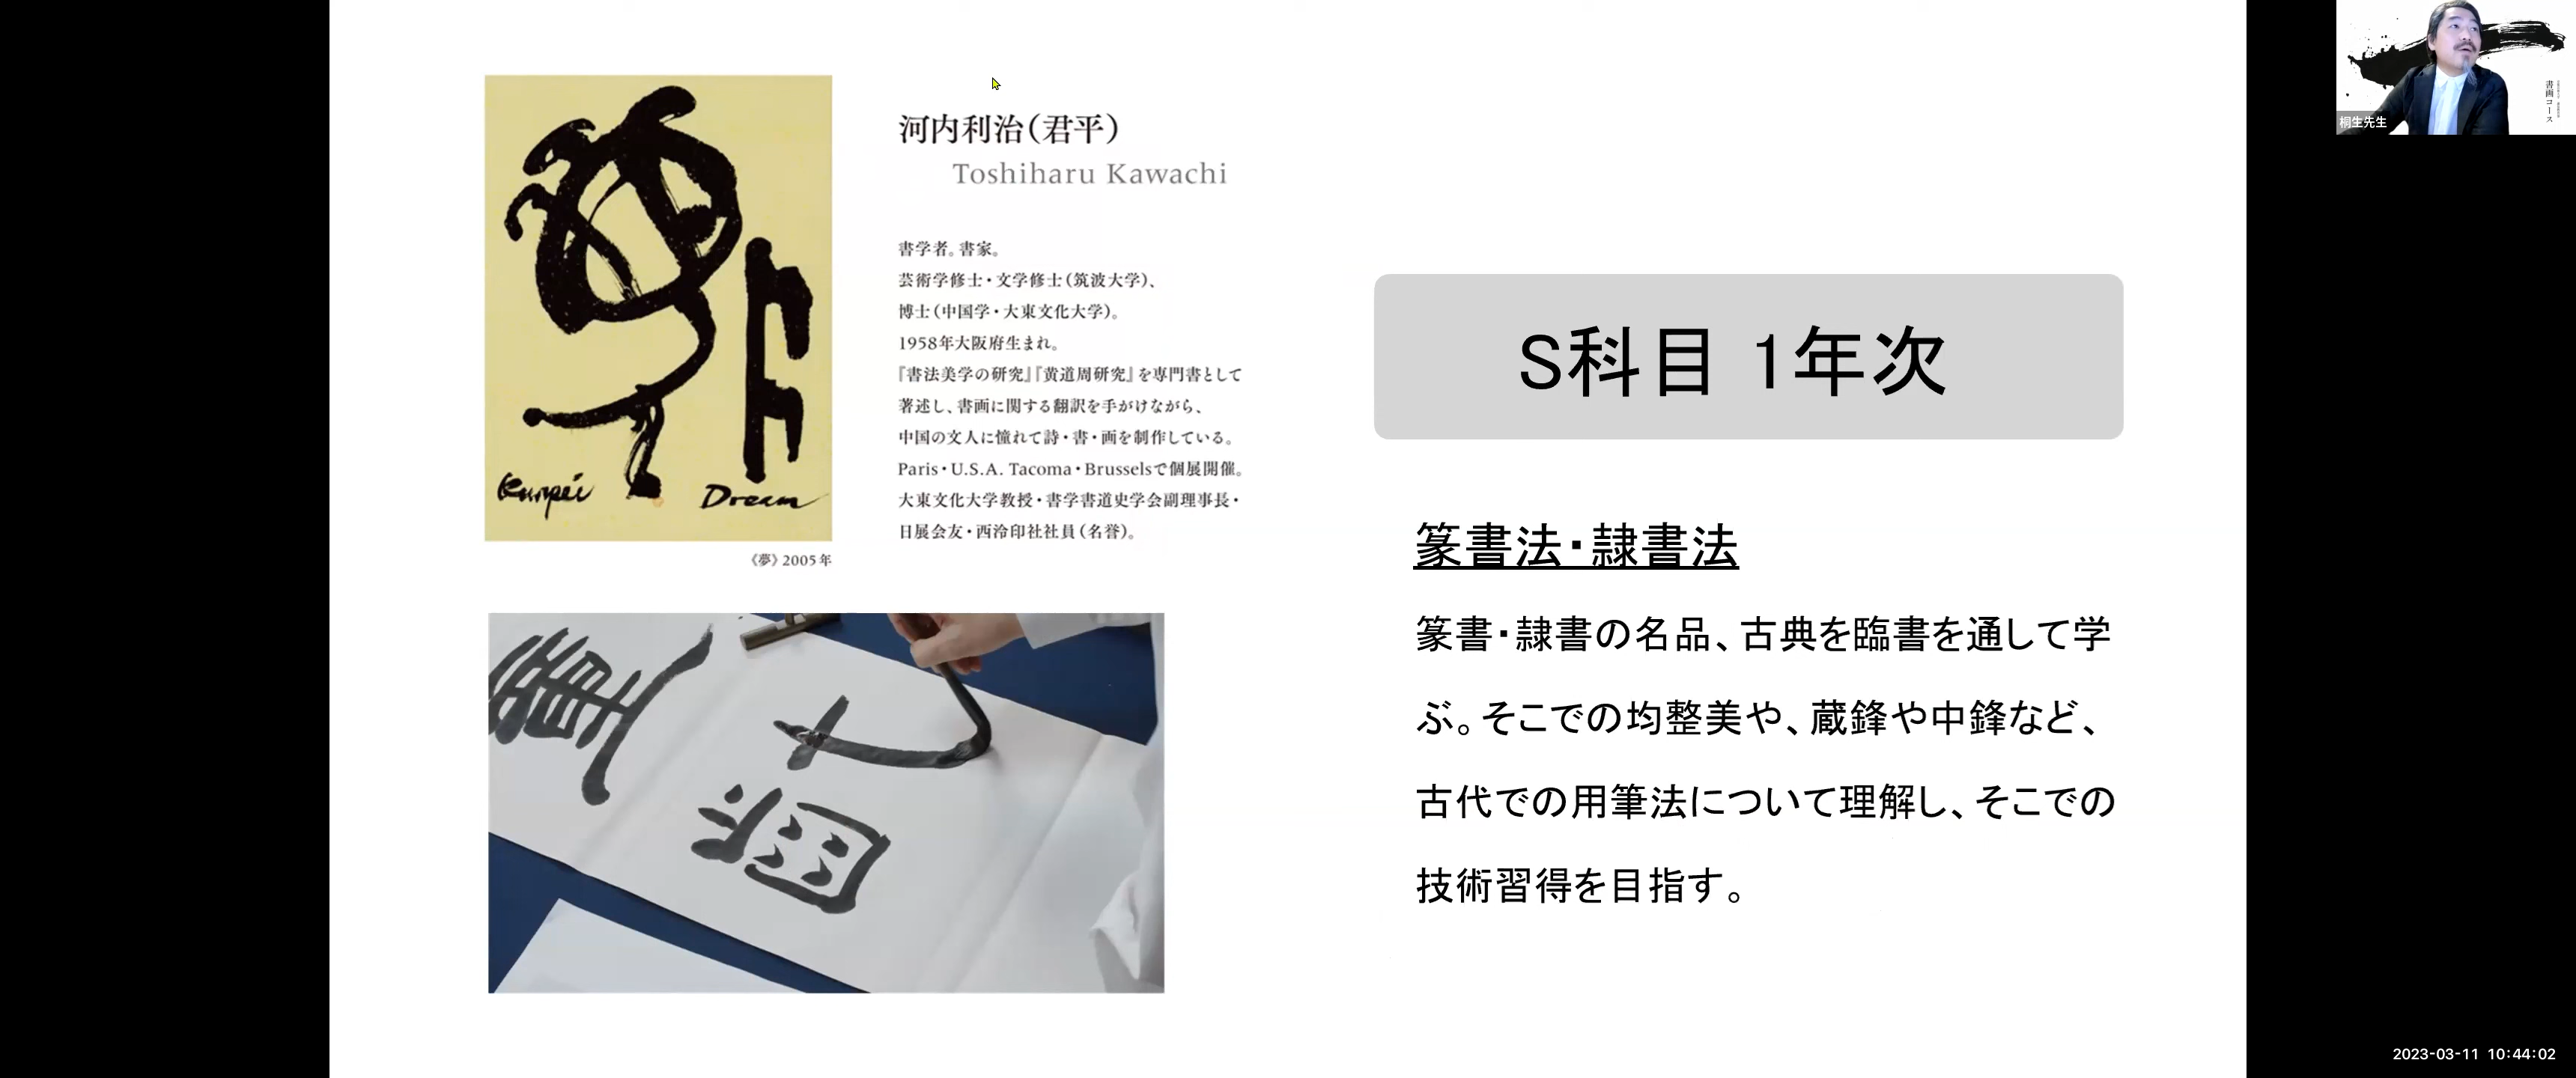 河内利治（君平）
Toshiharu Kawachi
書学者。書家。
芸術学修士・文学修士（筑波大学）、
博士（中国学・大東文化大学）。
1958年大阪府生まれ。
『書法美学の研究』『黄道周研究』を専門書として
著述し、書画に関する翻訳を手がけながら、
中国の文人に憧れて詩・書・画を制作している。
Paris・U.S.A. Tacoma・Brusselsで個展開催。
大東文化大学教授・書学書道史学会副理事長・
日展会友・西泠印社社員（名誉）。
Kunpei
Dream
《夢》2005年
S科目 1年次
篆書法・隷書法
篆書・隷書の名品、古典を臨書を通して学
ぶ。そこでの均整美や、蔵鋒や中鋒など、
古代での用筆法について理解し、そこでの
技術習得を目指す。
書画コース
桐生先生
2023-03-11 10:44:02